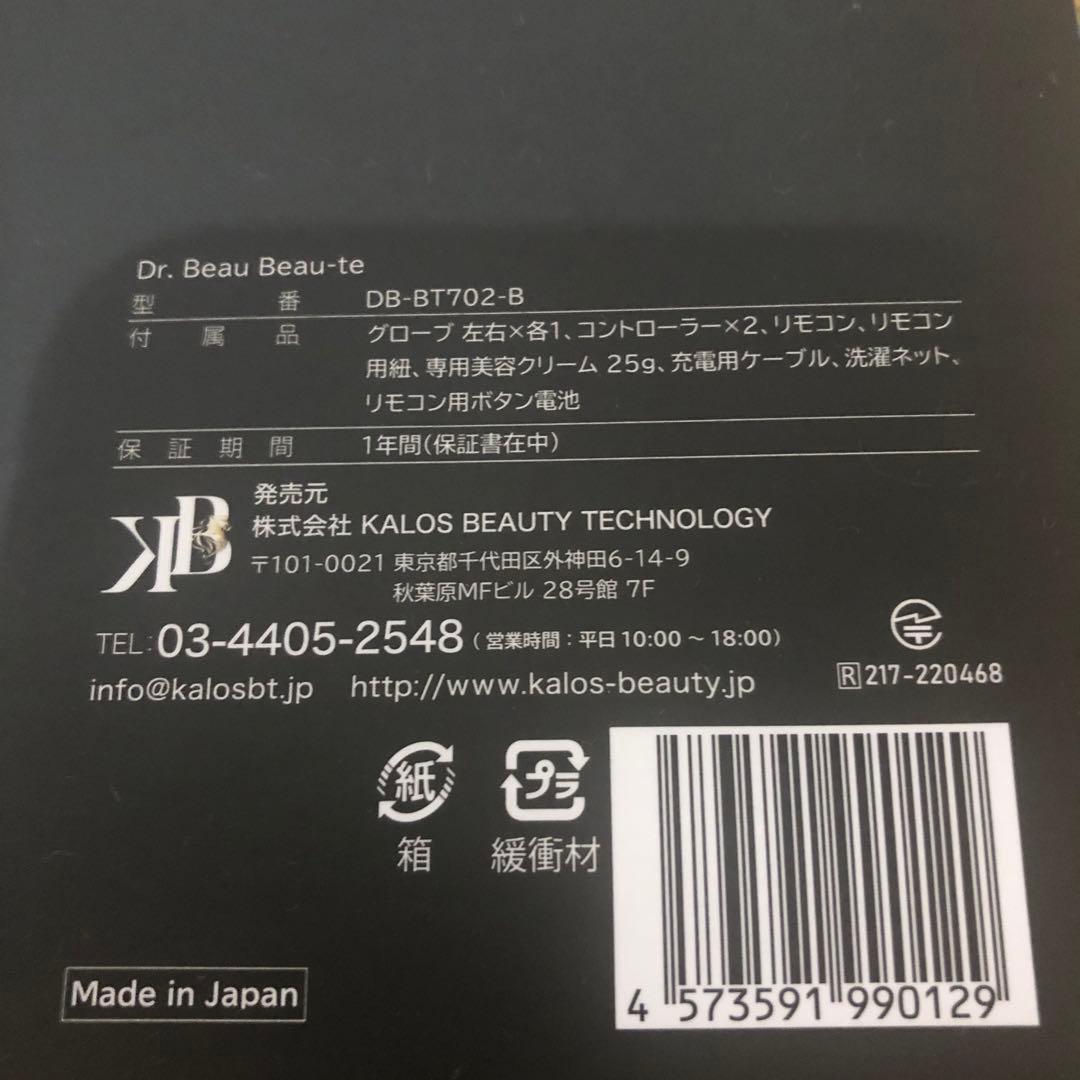 Dr. Beau Beau-te
型番 DB-BT702-B
付属品 グローブ 左右×各1、コントローラー×2、リモコン、リモコン
用紐、専用美容クリーム 25g、充電用ケーブル、洗濯ネット、
リモコン用ボタン電池
保証期間 1年間(保証書在中)
KB
発売元
株式会社 KALOS BEAUTY TECHNOLOGY
〒101-0021 東京都千代田区外神田6-14-9
秋葉原MFビル 28号館 7F
TEL:03-4405-2548 (営業時間:平日10:00〜18:00)
info@kalosbt.jp http://www.kalos-beauty.jp
R 217-220468
紙 プラ
箱 緩衝材
Made in Japan
4 573591 990129